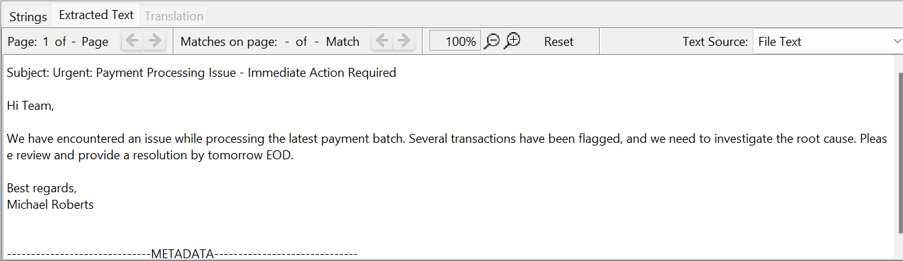 Strings Extracted Text Translation
Page: 1 of - Page Matches on page: - of - Match 100% Reset Text Source: File Text
Subject: Urgent: Payment Processing Issue - Immediate Action Required
Hi Team,
We have encountered an issue while processing the latest payment batch. Several transactions have been flagged, and we need to investigate the root cause. Pleas
e review and provide a resolution by tomorrow EOD.
Best regards,
Michael Roberts
------------------------------METADATA------------------------------